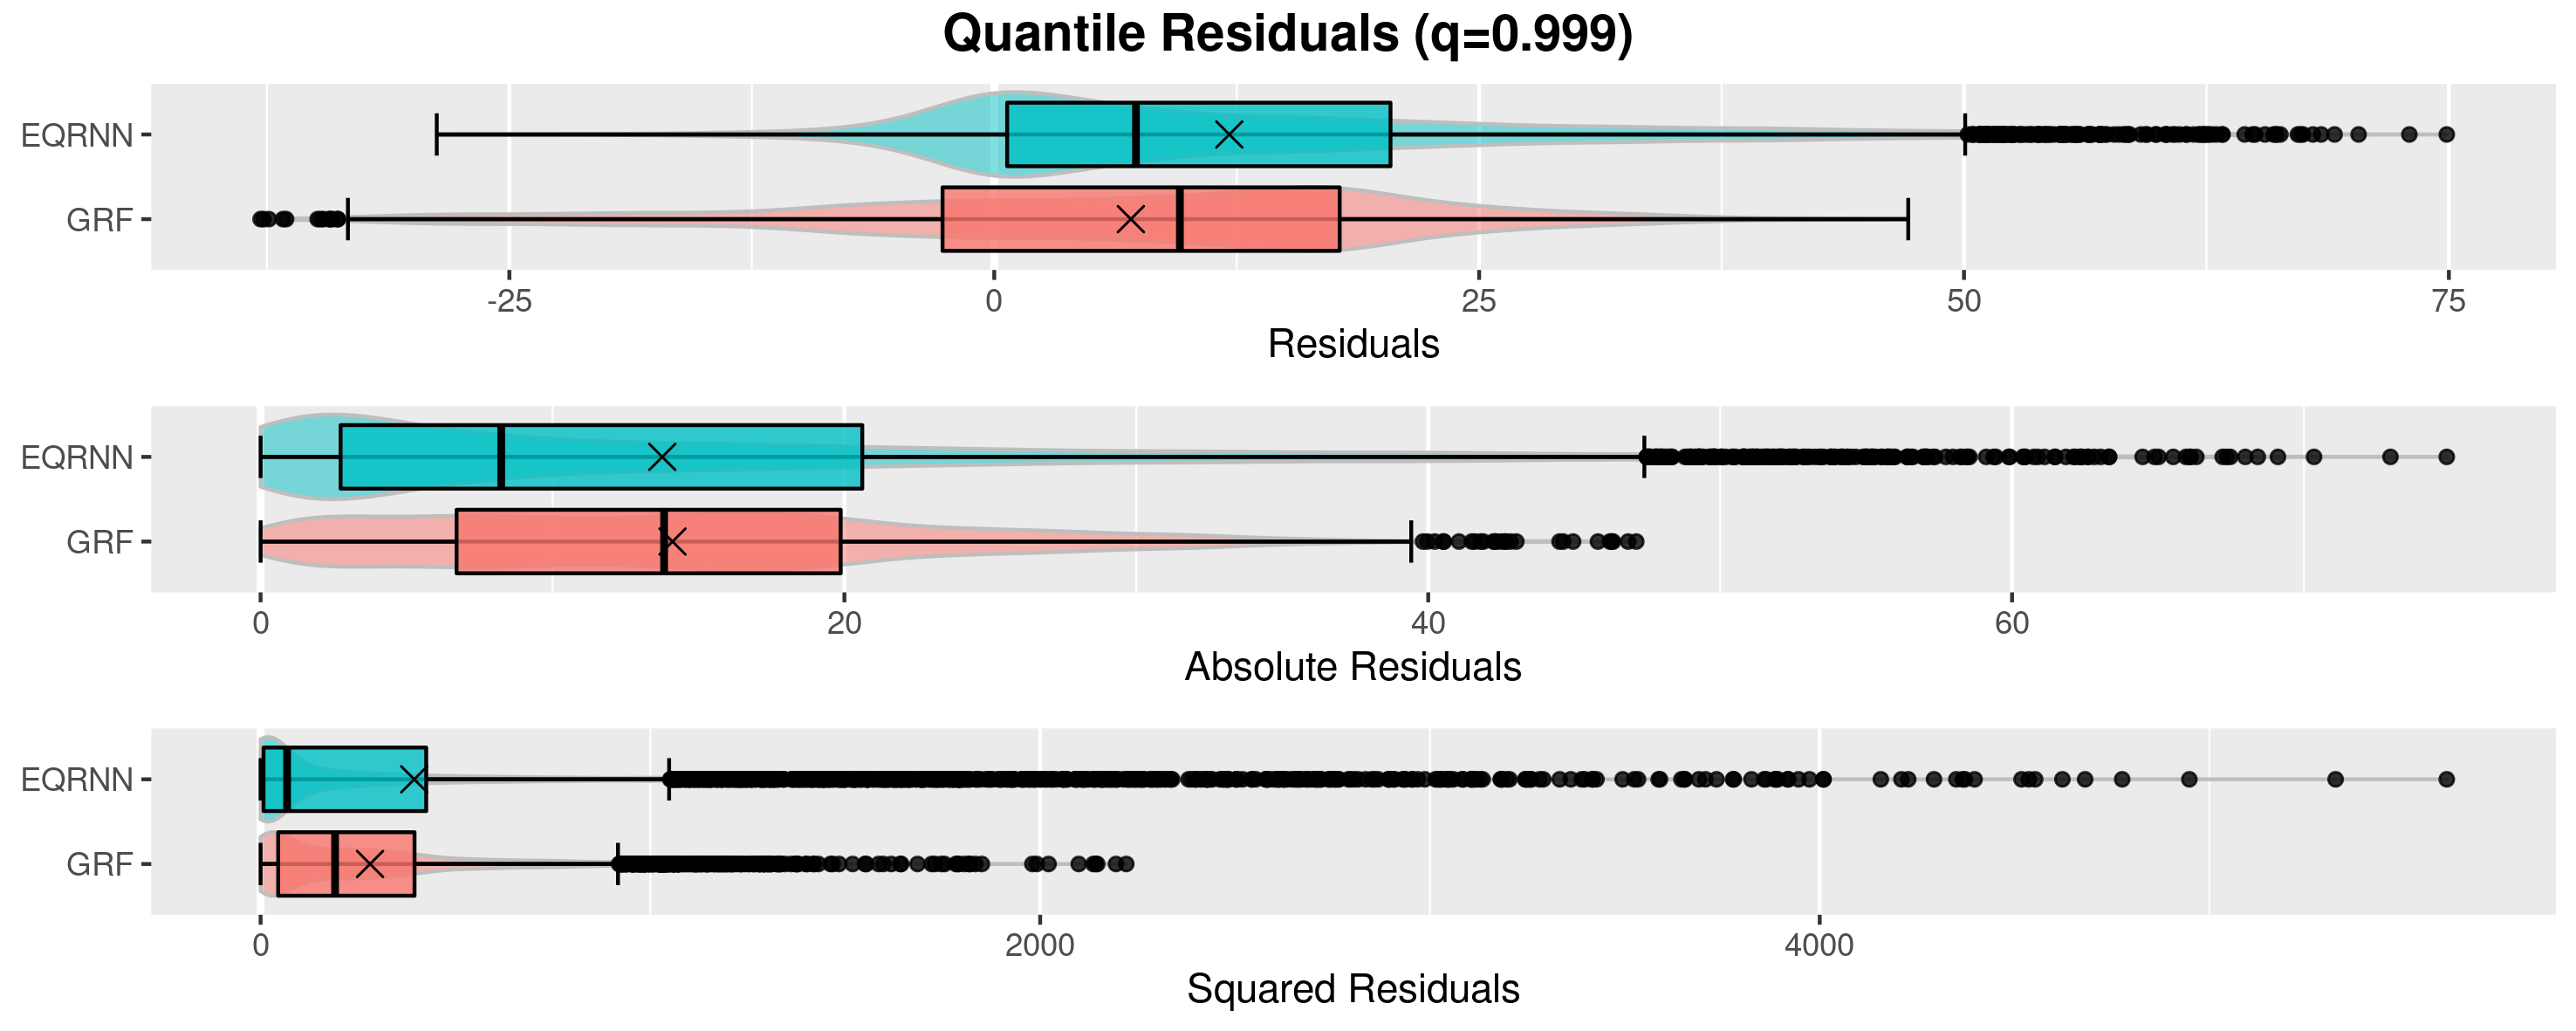 Quantile Residuals (q=0.999)
EQRNN
GRF
-25 0 25 50 75
Residuals
EQRNN
GRF
0 20 40 60
Absolute Residuals
EQRNN
GRF
0 2000 4000
Squared Residuals